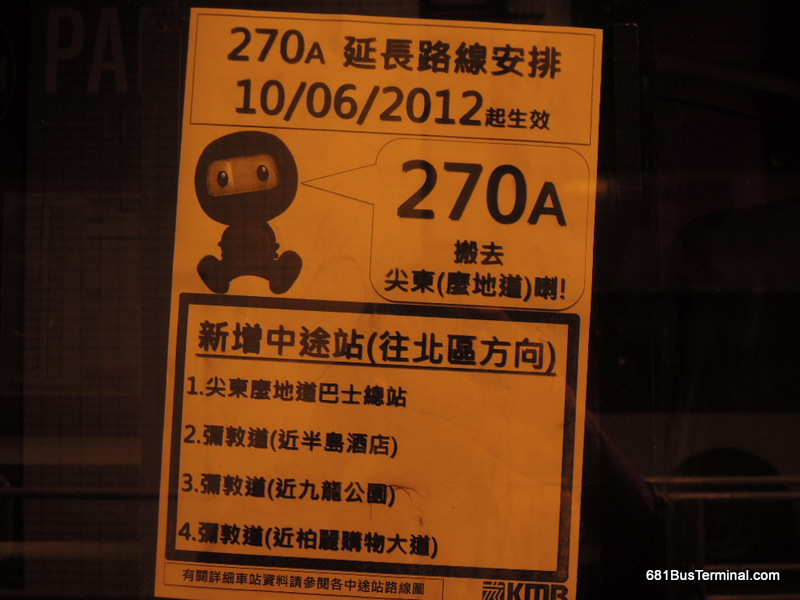 PA
270A 延長路線安排
10/06/2012起生效
270A
搬去
尖東(麼地道)喇!
新增中途站(往北區方向)
1.尖東麼地道巴士總站
2.彌敦道(近半島酒店)
3.彌敦道(近九龍公園)
4.彌敦道(近柏麗購物大道)
有關詳細車站資料請參閱各中途站路線圖
KMB
681BusTerminal.com